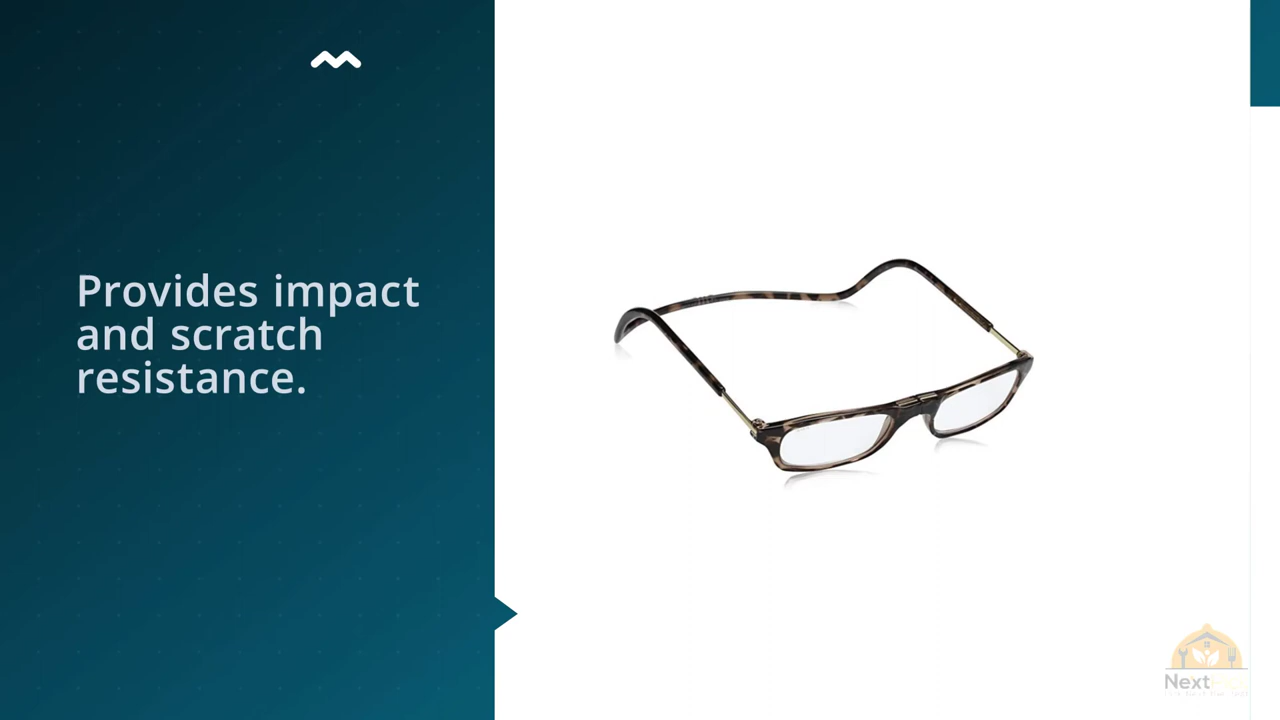 Provides impact
and scratch
resistance.
Next